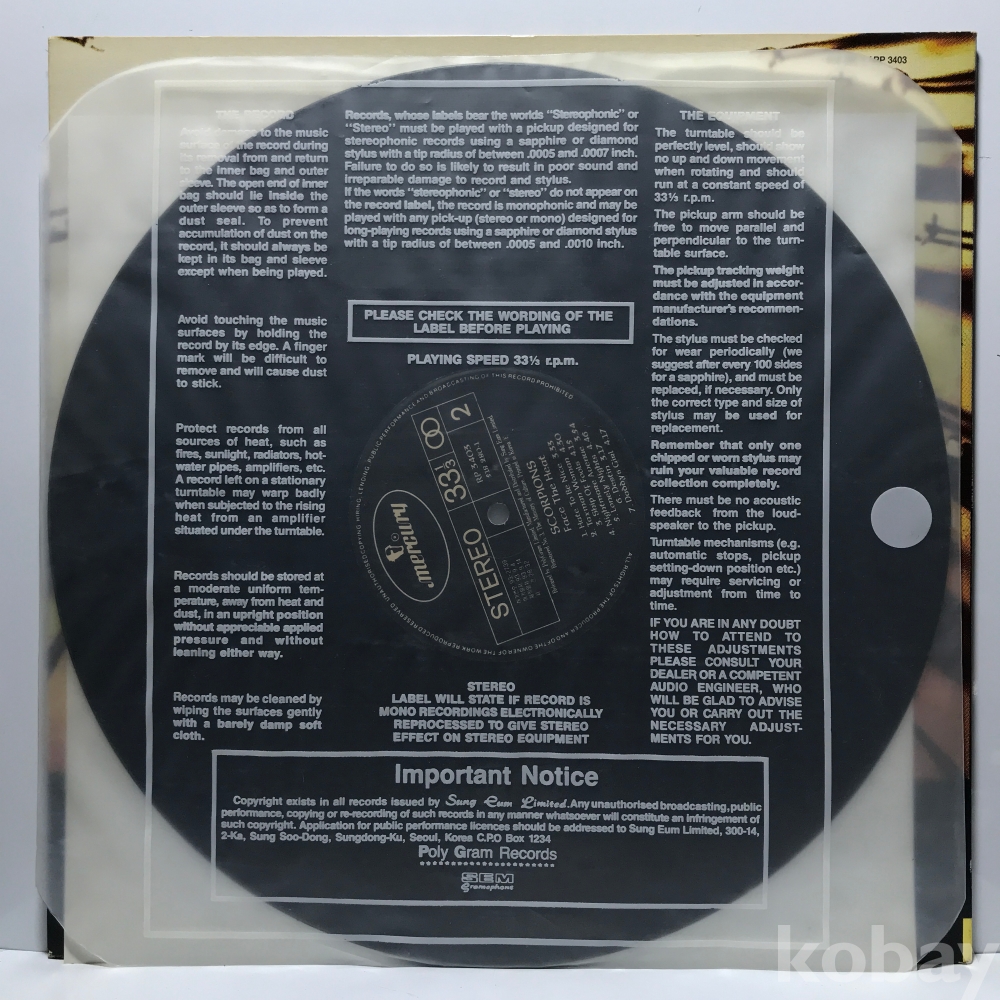 RP 3403
THE RECORD
Avoid damage to the music
surface of the record during
its removal from and return
to the inner bag and outer
sleeve. The open end of inner
bag should lie inside the
outer sleeve so as to form a
dust seal. To prevent
accumulation of dust on the
record, it should always be
kept in its bag and sleeve
except when being played.
Avoid touching the music
surfaces by holding the
record by its edge. A finger
mark will be difficult to
remove and will cause dust
to stick.
Protect records from all
sources of heat, such as
fires, sunlight, radiators, hot-
water pipes, amplifiers, etc.
A record left on a stationary
turntable may warp badly
when subjected to the rising
heat from an amplifier
situated under the turntable.
Records should be stored at
a moderate uniform tem-
perature, away from heat and
dust, in an upright position
without appreciable applied
pressure and without
leaning either way.
Records may be cleaned by
wiping the surfaces gently
with a barely damp soft
cloth.
Records, whose labels bear the worlds "Stereophonic" or
"Stereo" must be played with a pickup designed for
stereophonic records using a sapphire or diamond
stylus with a tip radius of between .0005 and .0007 inch.
Failure to do so is likely to result in poor sound and
irreparable damage to record and stylus.
If the words "stereophonic" or "stereo" do not appear on
the record label, the record is monophonic and may be
played with any pick-up (stereo or mono) designed for
long-playing records using a sapphire or diamond stylus
with a tip radius of between .0005 and .0010 inch.
PLEASE CHECK THE WORDING OF THE
LABEL BEFORE PLAYING
PLAYING SPEED 33⅓ r.p.m.
mercury
STEREO 33⅓ 2
SCORPIONS
Face The Heat
STEREO
LABEL WILL STATE IF RECORD IS
MONO RECORDINGS ELECTRONICALLY
REPROCESSED TO GIVE STEREO
EFFECT ON STEREO EQUIPMENT
THE EQUIPMENT
The turntable should be
perfectly level, should show
no up and down movement
when rotating and should
run at a constant speed of
33⅓ r.p.m.
The pickup arm should be
free to move parallel and
perpendicular to the turn-
table surface.
The pickup tracking weight
must be adjusted in accor-
dance with the equipment
manufacturer's recommen-
dations.
The stylus must be checked
for wear periodically (we
suggest after every 100 sides
for a sapphire), and must be
replaced, if necessary. Only
the correct type and size of
stylus may be used for
replacement.
Remember that only one
chipped or worn stylus may
ruin your valuable record
collection completely.
There must be no acoustic
feedback from the loud-
speaker to the pickup.
Turntable mechanisms (e.g.
automatic stops, pickup
setting-down position etc.)
may require servicing or
adjustment from time to
time.
IF YOU ARE IN ANY DOUBT
HOW TO ATTEND TO
THESE ADJUSTMENTS
PLEASE CONSULT YOUR
DEALER OR A COMPETENT
AUDIO ENGINEER, WHO
WILL BE GLAD TO ADVISE
YOU OR CARRY OUT THE
NECESSARY ADJUST-
MENTS FOR YOU.
Important Notice
Copyright exists in all records issued by Sung Eum Limited. Any unauthorised broadcasting, public
performance, copying or re-recording of such records in any manner whatsoever will constitute an infringement of
such copyright. Application for public performance licences should be addressed to Sung Eum Limited, 300-14,
2-Ka, Sung Soo-Dong, Sungdong-Ku, Seoul, Korea C.P.O Box 1234
Poly Gram Records
SEM
Gramophone
kobay